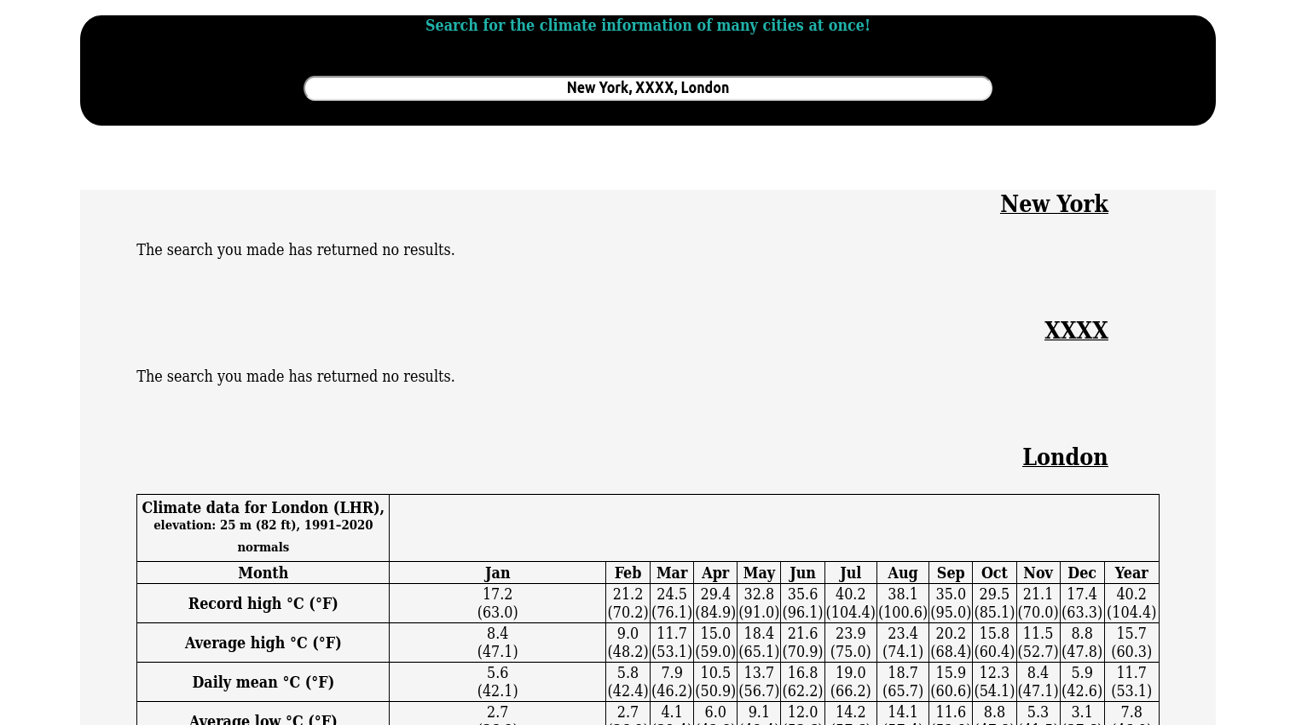 Search for the climate information of many cities at once!
New York, XXXX, London
New York
The search you made has returned no results.
XXXX
The search you made has returned no results.
London
Climate data for London (LHR),
elevation: 25 m (82 ft), 1991–2020
normals
Month Jan Feb Mar Apr May Jun Jul Aug Sep Oct Nov Dec Year
Record high °C (°F) 17.2 21.2 24.5 29.4 32.8 35.6 40.2 38.1 35.0 29.5 21.1 17.4 40.2
(63.0) (70.2) (76.1) (84.9) (91.0) (96.1) (104.4) (100.6) (95.0) (85.1) (70.0) (63.3) (104.4)
Average high °C (°F) 8.4 9.0 11.7 15.0 18.4 21.6 23.9 23.4 20.2 15.8 11.5 8.8 15.7
(47.1) (48.2) (53.1) (59.0) (65.1) (70.9) (75.0) (74.1) (68.4) (60.4) (52.7) (47.8) (60.3)
Daily mean °C (°F) 5.6 5.8 7.9 10.5 13.7 16.8 19.0 18.7 15.9 12.3 8.4 5.9 11.7
(42.1) (42.4) (46.2) (50.9) (56.7) (62.2) (66.2) (65.7) (60.6) (54.1) (47.1) (42.6) (53.1)
Average low °C (°F) 2.7 2.7 4.1 6.0 9.1 12.0 14.2 14.1 11.6 8.8 5.3 3.1 7.8